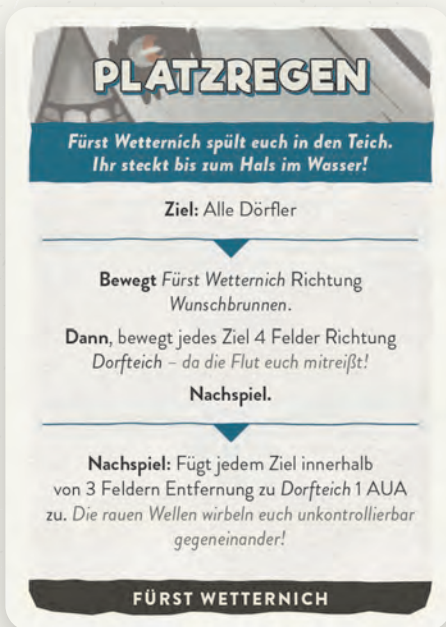 PLATZREGEN
Fürst Wetternich spült euch in den Teich.
Ihr steckt bis zum Hals im Wasser!
Ziel: Alle Dörfler
Bewegt Fürst Wetternich Richtung
Wunschbrunnen.
Dann, bewegt jedes Ziel 4 Felder Richtung
Dorfteich – da die Flut euch mitreißt!
Nachspiel.
Nachspiel: Fügt jedem Ziel innerhalb
von 3 Feldern Entfernung zu Dorfteich 1 AUA
zu. Die rauen Wellen wirbeln euch unkontrollierbar
gegeneinander!
FÜRST WETTERNICH